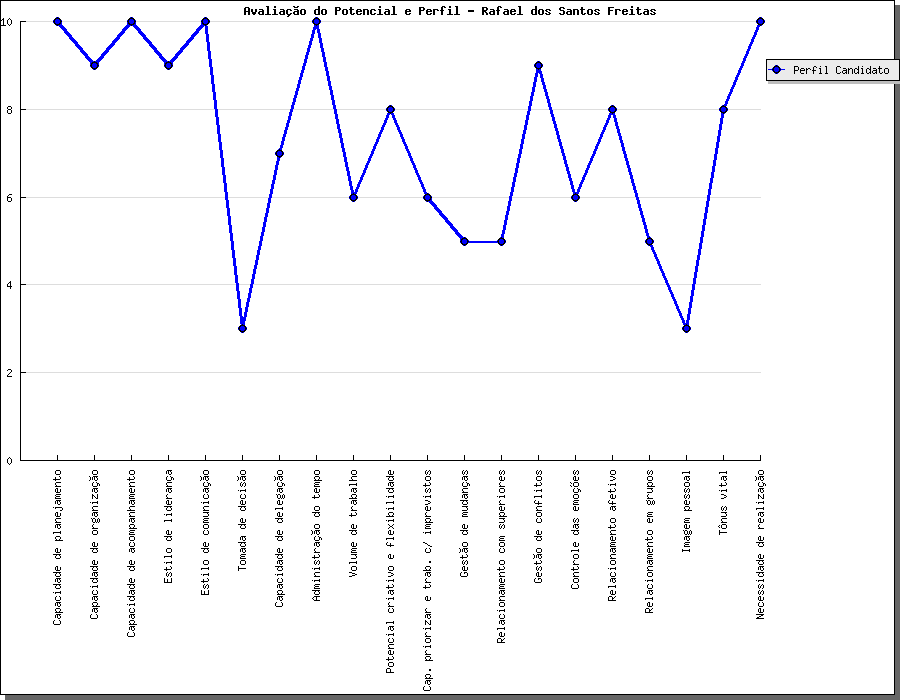 Avaliação do Potencial e Perfil - Rafael dos Santos Freitas
Perfil Candidato
10
8
6
4
2
0
Capacidade de planejamento
Capacidade de organização
Capacidade de acompanhamento
Estilo de liderança
Estilo de comunicação
Tomada de decisão
Capacidade de delegação
Administração do tempo
Volume de trabalho
Potencial criativo e flexibilidade
Cap. priorizar e trab. c/ imprevistos
Gestão de mudanças
Relacionamento com superiores
Gestão de conflitos
Controle das emoções
Relacionamento afetivo
Relacionamento em grupos
Imagem pessoal
Tônus vital
Necessidade de realização